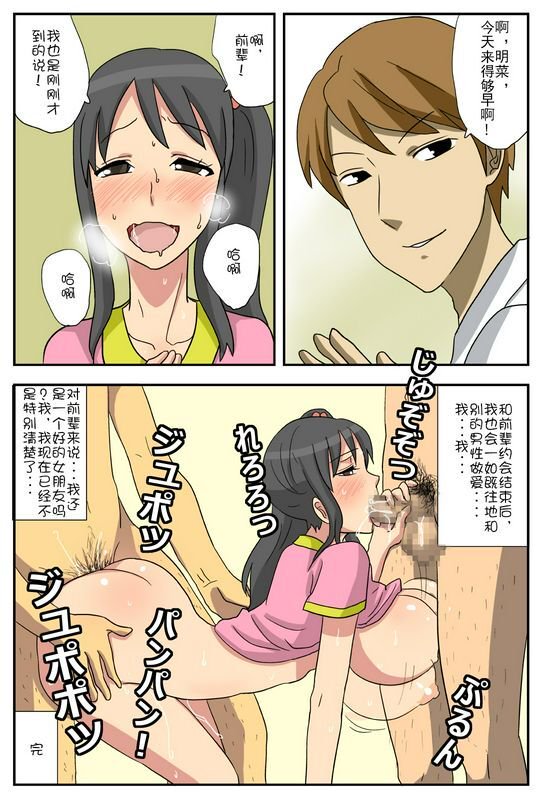 啊，明菜，
今天来得够早啊！
啊，
前辈！
我也是刚刚才
到的说！
哈啊
哈啊
和前辈约会结束后，
我也会一如既往地和
别的男性做爱...
我...我...
じゅぞぞっ
れろろっ
ジュポッ
对前辈来说...我还
是一个好的女朋友吗
?我、我现在已经不
是特别清楚了...
ジュポポッ
パンパン！
ぷるん
完